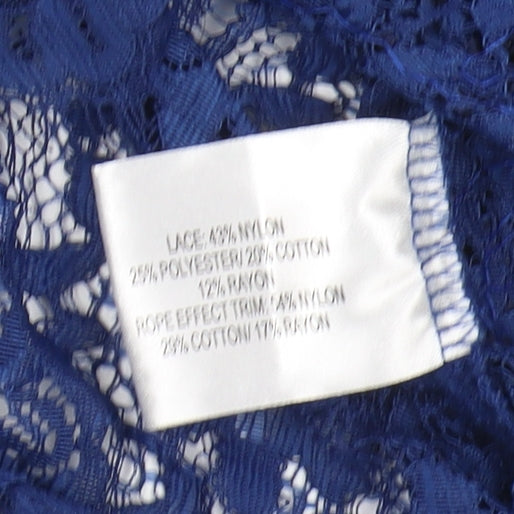 LACE: 43% NYLON
25% POLYESTER/ 20% COTTON
12% RAYON
ROPE EFFECT TRIM: 54% NYLON
29% COTTON/ 17% RAYON